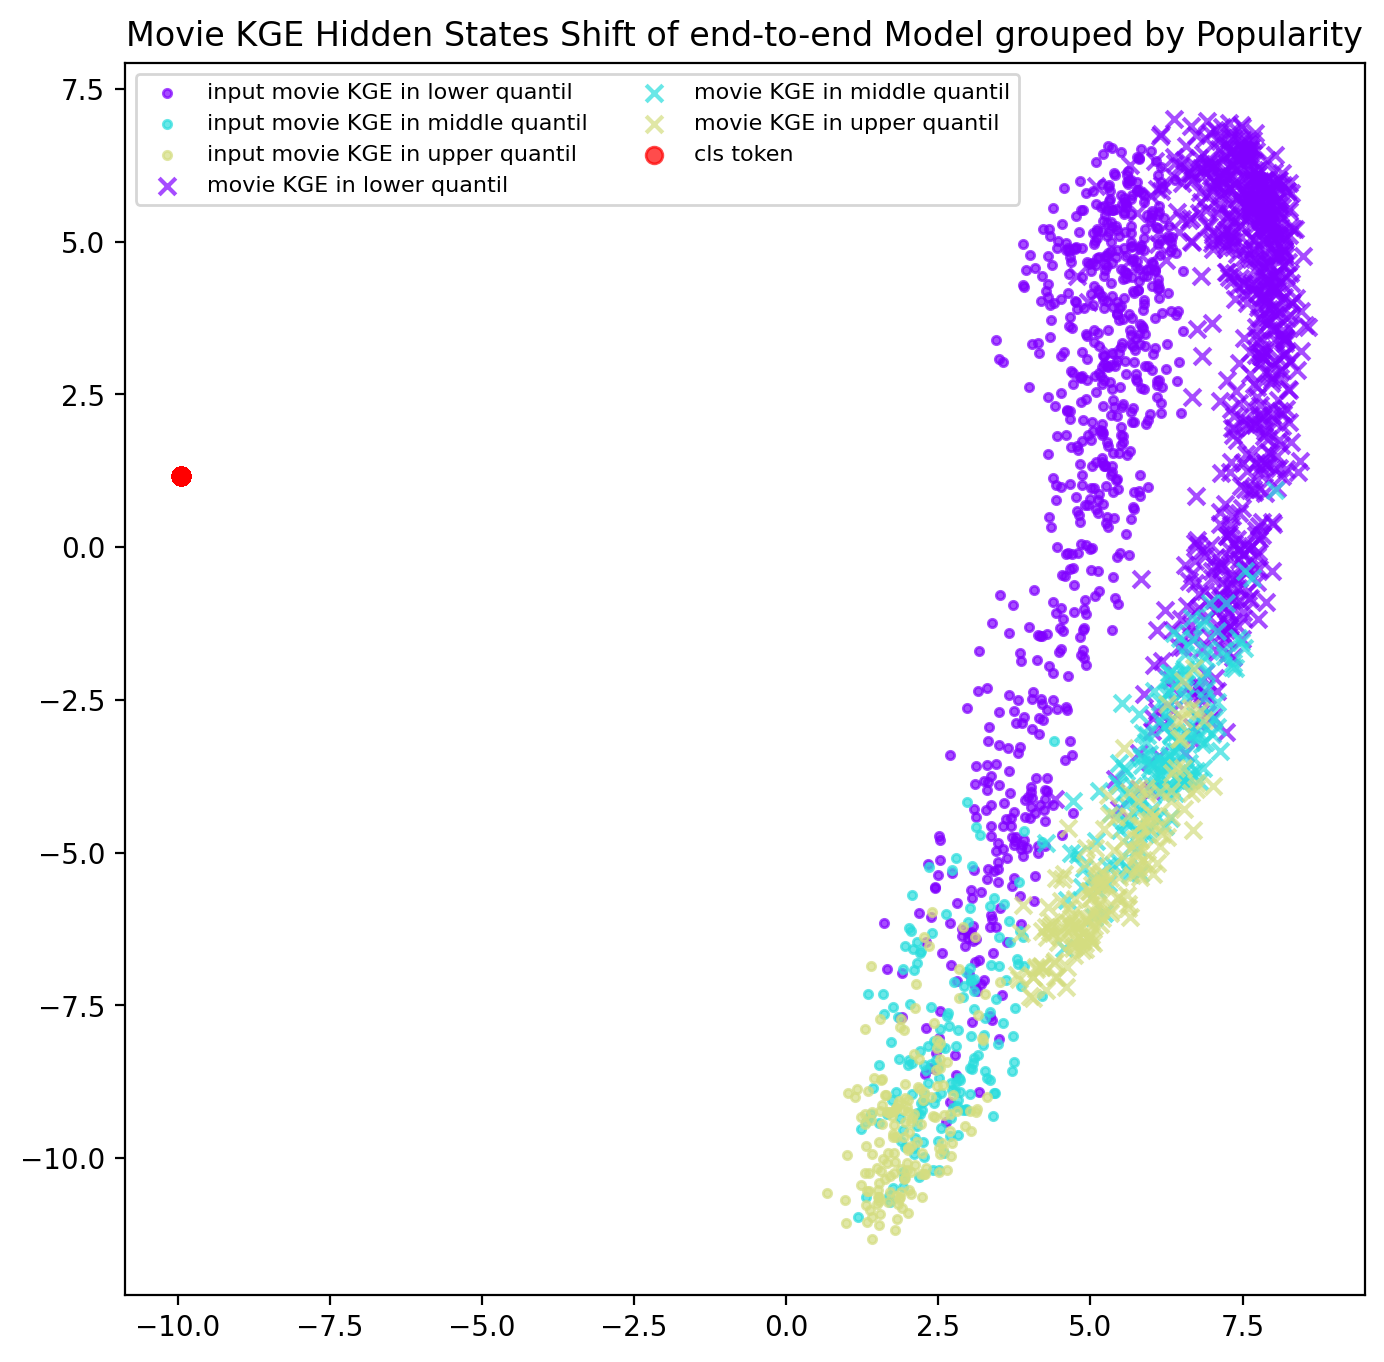 Movie KGE Hidden States Shift of end-to-end Model grouped by Popularity
input movie KGE in lower quantil
input movie KGE in middle quantil
input movie KGE in upper quantil
movie KGE in lower quantil
movie KGE in middle quantil
movie KGE in upper quantil
cls token
7.5
5.0
2.5
0.0
−2.5
−5.0
−7.5
−10.0
−10.0 −7.5 −5.0 −2.5 0.0 2.5 5.0 7.5